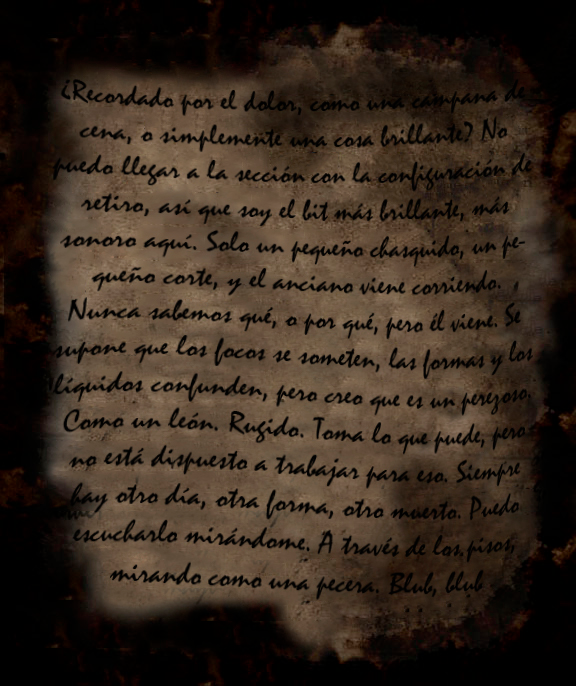 ¿Recordado por el dolor, como una campana de
cena, o simplemente una cosa brillante? No
puedo llegar a la sección con la configuración de
retiro, así que soy el bit más brillante, más
sonoro aquí. Solo un pequeño chasquido, un pe-
queño corte, y el anciano viene corriendo.
Nunca sabemos qué, o por qué, pero él viene. Se
supone que los focos se someten, las formas y los
líquidos confunden, pero creo que es un perezoso.
Como un león. Rugido. Toma lo que puede, pero
no está dispuesto a trabajar para eso. Siempre
hay otro día, otra forma, otro muerto. Puedo
escucharlo mirándome. A través de los pisos,
mirando como una pecera. Blub, blub